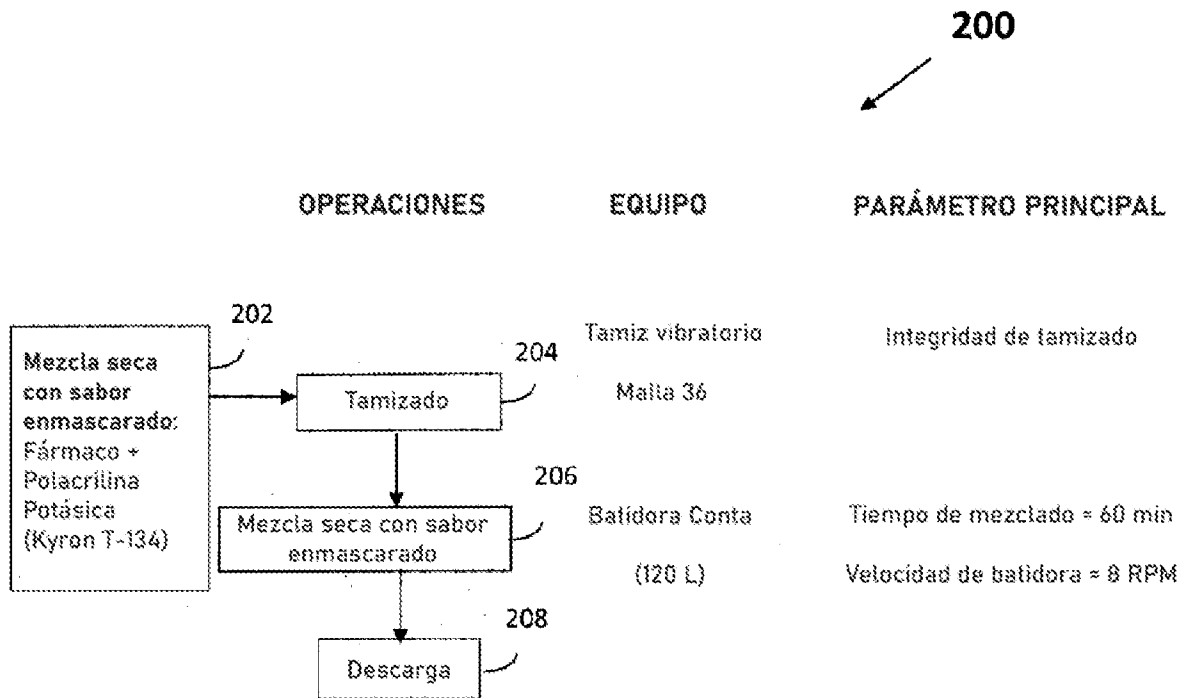 200
OPERACIONES
EQUIPO
PARÁMETRO PRINCIPAL
202
Mezcla seca
con sabor
enmascarado:
Fármaco +
Polacrílina
Potásica
(Kyron T-134)
204
Tamizado
Tamiz vibratorio
Malla 36
Integridad de tamizado
206
Mezcla seca con sabor
enmascarado
Batidora Conta
(120 L)
Tiempo de mezclado = 60 min
Velocidad de batidora = 8 RPM
208
Descarga